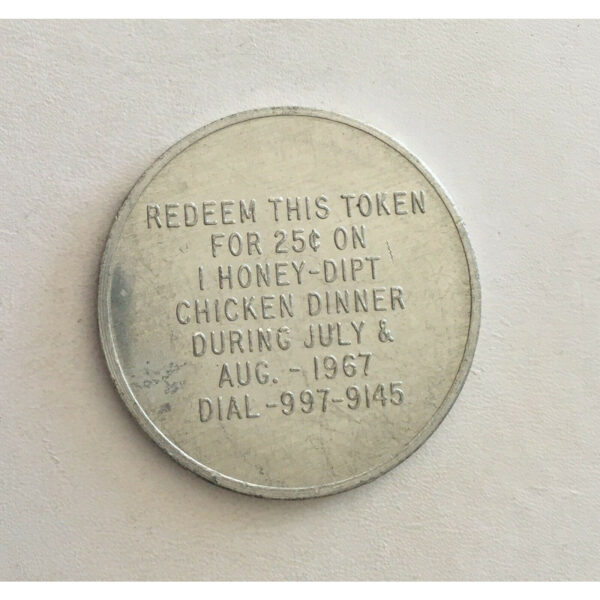 REDEEM THIS TOKEN
FOR 25¢ ON
1 HONEY-DIPT
CHICKEN DINNER
DURING JULY &
AUG. - 1967
DIAL-997-9145